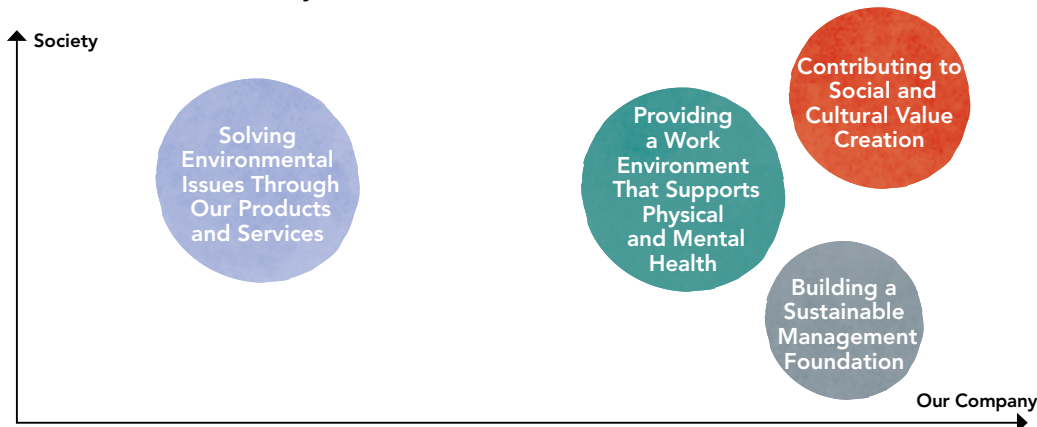 Society
Solving
Environmental
Issues Through
Our Products
and Services
Providing
a Work
Environment
That Supports
Physical
and Mental
Health
Contributing to
Social and
Cultural Value
Creation
Building a
Sustainable
Management
Foundation
Our Company